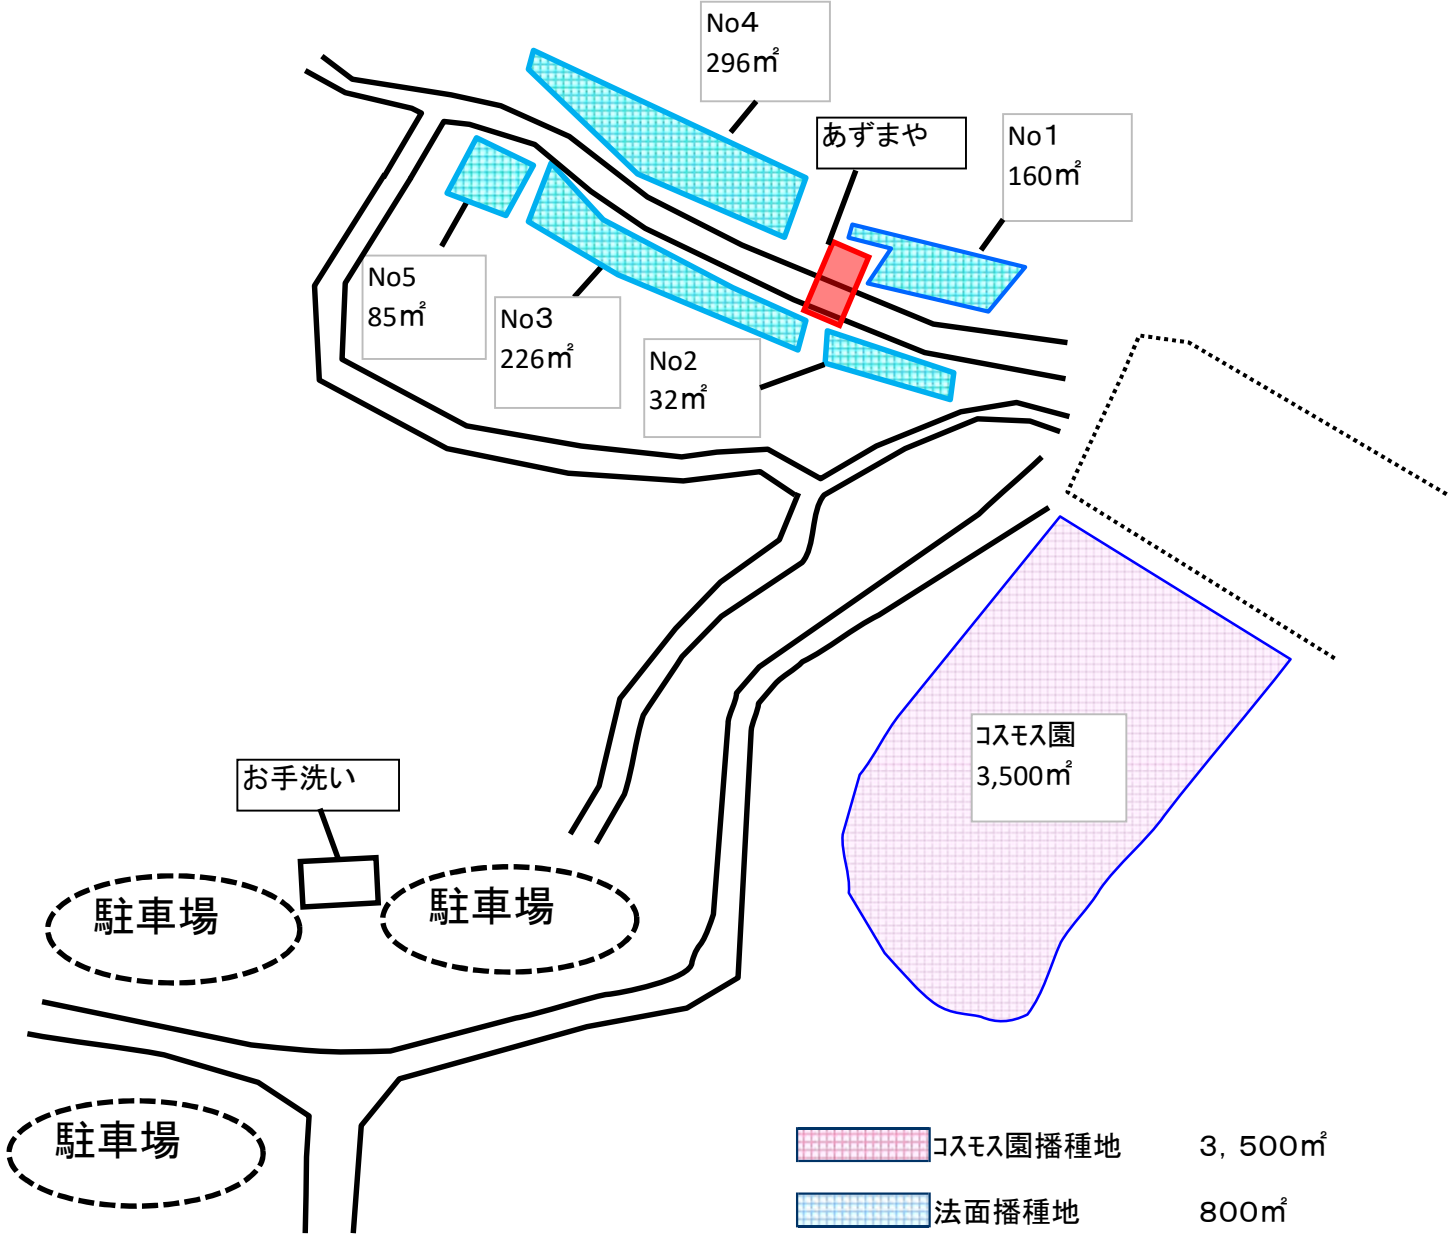 No4
296㎡
あずまや
No1
160㎡
No5
85㎡
No3
226㎡
No2
32㎡
ｺｽﾓｽ園
3,500㎡
お手洗い
駐車場
駐車場
駐車場
ｺｽﾓｽ園播種地 3，500㎡
法面播種地 800㎡